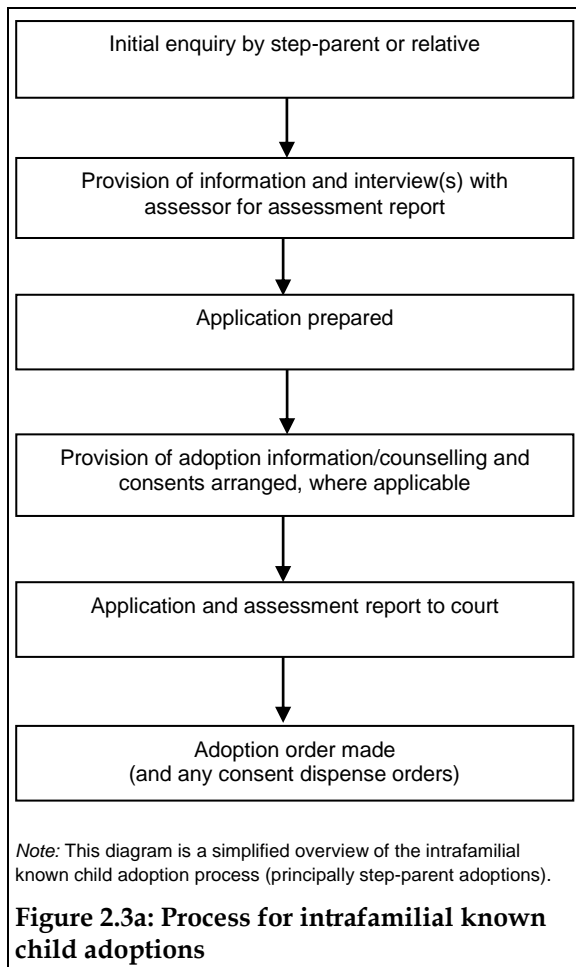 Initial enquiry by step-parent or relative
Provision of information and interview(s) with
assessor for assessment report
Application prepared
Provision of adoption information/counselling and
consents arranged, where applicable
Application and assessment report to court
Adoption order made
(and any consent dispense orders)
Note: This diagram is a simplified overview of the intrafamilial
known child adoption process (principally step-parent adoptions).
Figure 2.3a: Process for intrafamilial known
child adoptions